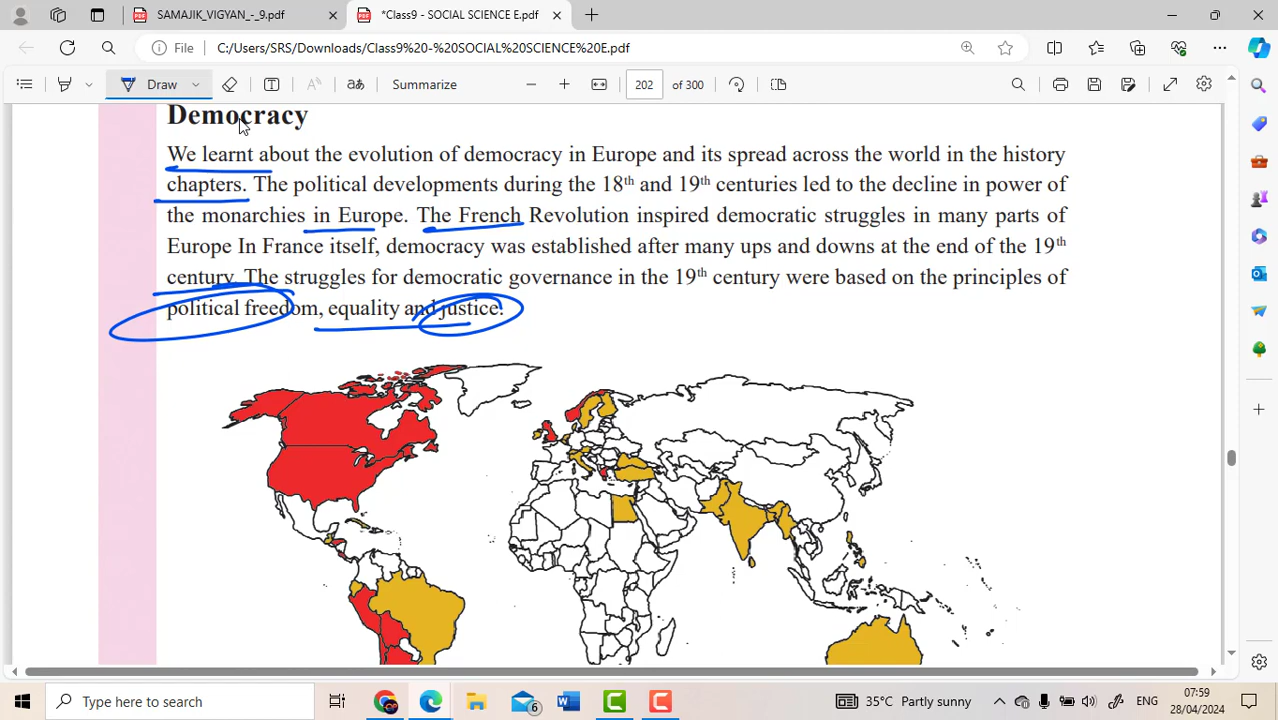 SAMAJIK_VIGYAN_-_9.pdf
*Class9 - SOCIAL SCIENCE E.pdf
File
C:/Users/SRS/Downloads/Class9%20-%20SOCIAL%20SCIENCE%20E.pdf
Draw
Summarize
202 of 300
Democracy
We learnt about the evolution of democracy in Europe and its spread across the world in the history
chapters. The political developments during the 18th and 19th centuries led to the decline in power of
the monarchies in Europe. The French Revolution inspired democratic struggles in many parts of
Europe In France itself, democracy was established after many ups and downs at the end of the 19th
century. The struggles for democratic governance in the 19th century were based on the principles of
political freedom, equality and justice.
Type here to search
6
35°C Partly sunny
ENG
07:59
28/04/2024